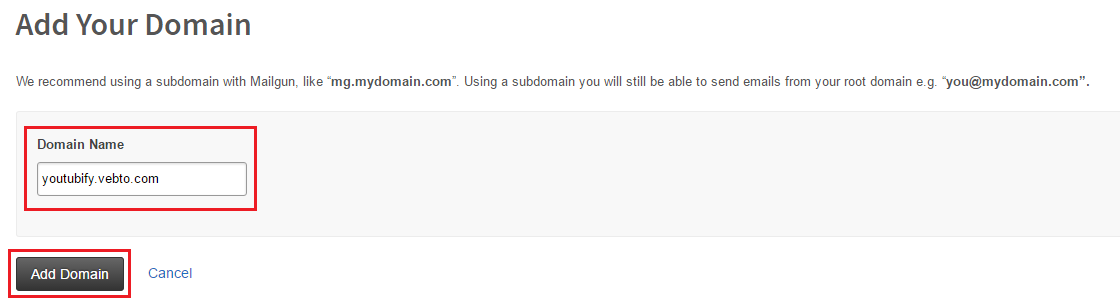 Add Your Domain
We recommend using a subdomain with Mailgun, like “mg.mydomain.com”. Using a subdomain you will still be able to send emails from your root domain e.g. “you@mydomain.com”.
Domain Name
youtubify.vebto.com
Add Domain Cancel